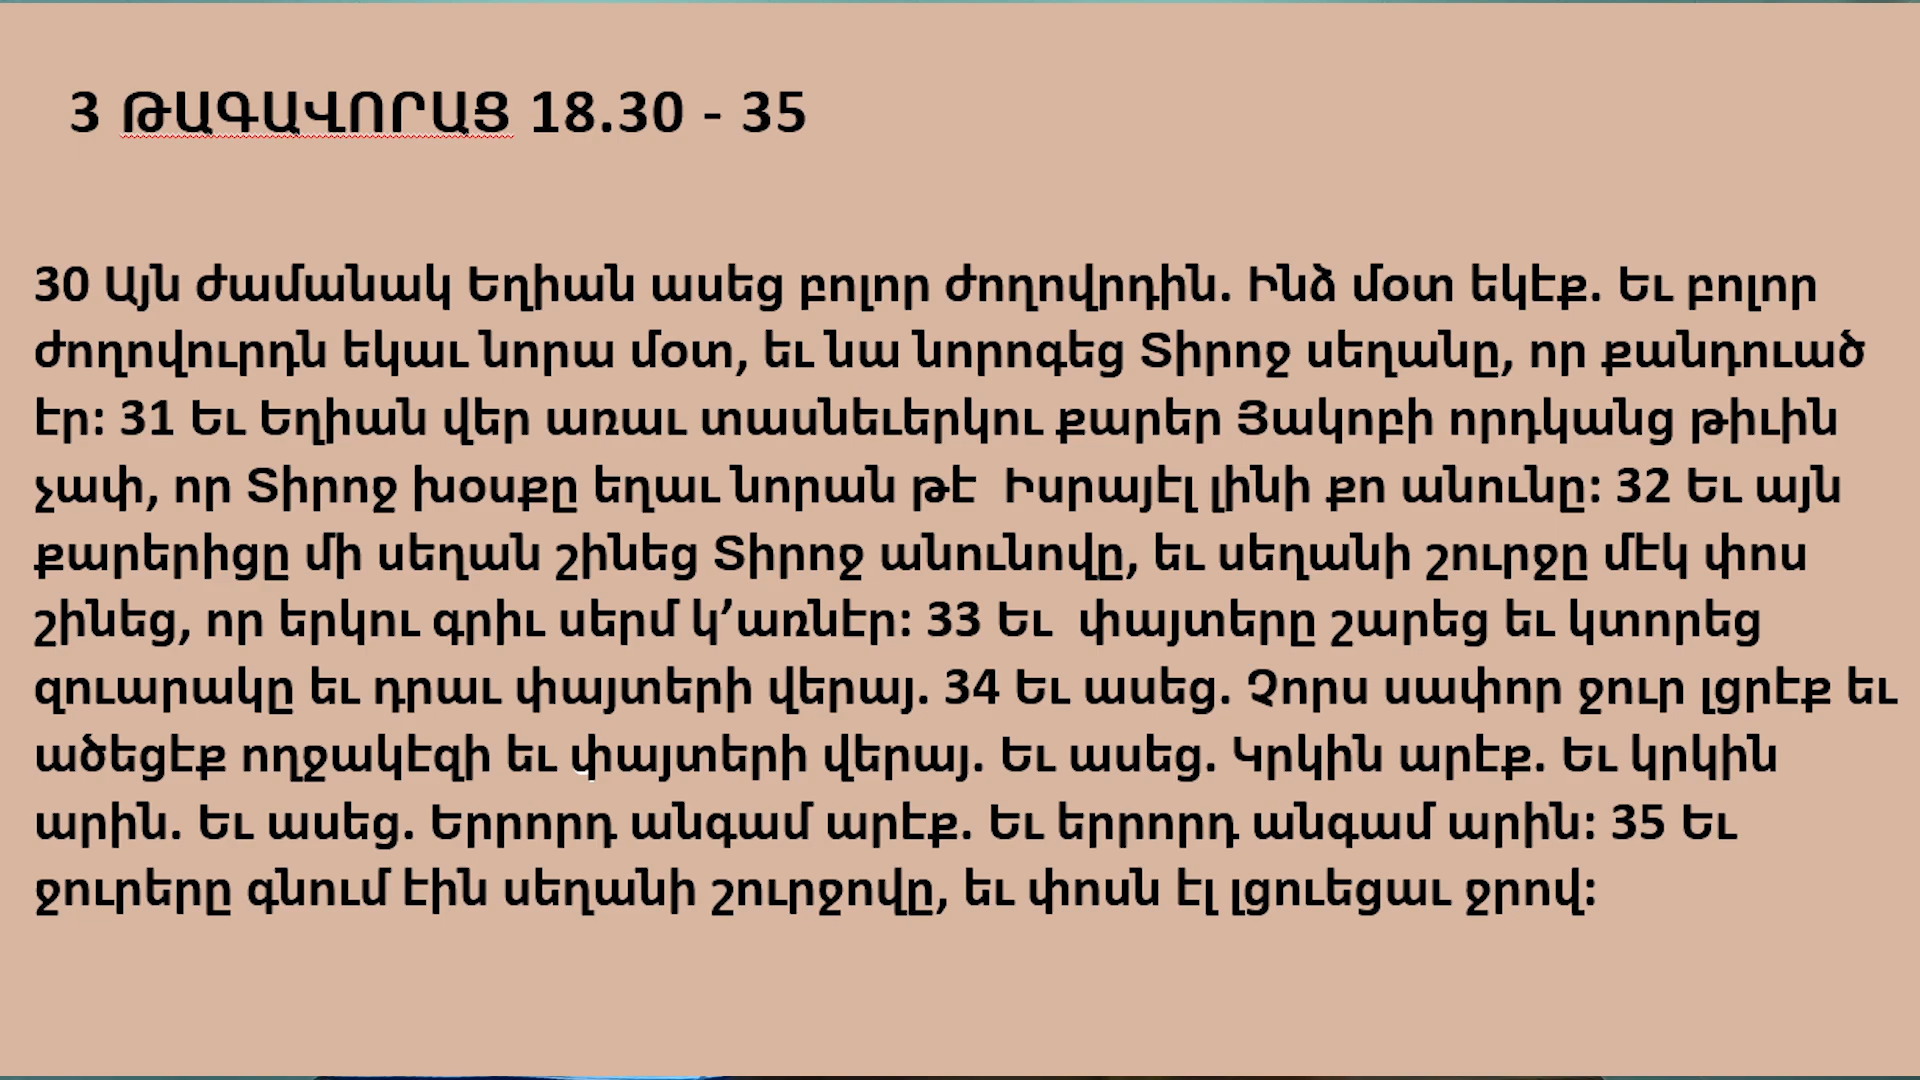 3 ԹԱԳԱՎՈՐԱՑ 18.30 - 35
30 Այն ժամանակ Եղիան ասեց բոլոր ժողովրդին. Ինձ մօտ եկէք. Եւ բոլոր
ժողովուրդն եկաւ նորա մօտ, եւ նա նորոգեց Տիրոջ սեղանը, որ քանդուած
էր: 31 Եւ Եղիան վեր առաւ տասնեւերկու քարեր Յակոբի որդկանց թիւին
չափ, որ Տիրոջ խօսքը եղաւ նորան թէ  Իսրայէլ լինի քո անունը: 32 Եւ այն
քարերիցը մի սեղան շինեց Տիրոջ անունովը, եւ սեղանի շուրջը մէկ փոս
շինեց, որ երկու գրիւ սերմ կ’առնէր: 33 Եւ  փայտերը շարեց եւ կտորեց
զուարակը եւ դրաւ փայտերի վերայ. 34 Եւ ասեց. Չորս սափոր ջուր լցրէք եւ
ածեցէք ողջակէզի եւ փայտերի վերայ. Եւ ասեց. Կրկին արէք. Եւ կրկին
արին. Եւ ասեց. Երրորդ անգամ արէք. Եւ երրորդ անգամ արին: 35 Եւ
ջուրերը գնում էին սեղանի շուրջովը, եւ փոսն էլ լցուեցաւ ջրով: